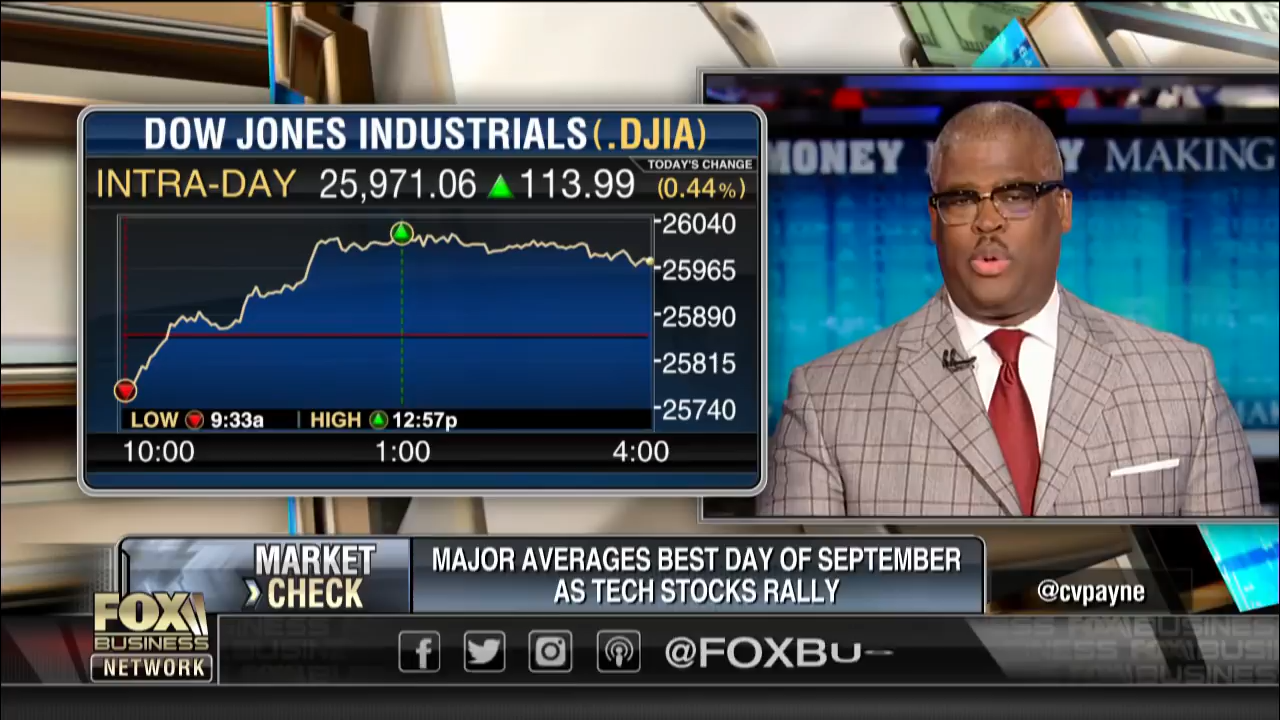 DOW JONES INDUSTRIALS(.DJIA)
TODAY'S CHANGE
INTRA-DAY 25,971.06 113.99 (0.44%)
26040
25965
25890
25815
25740
LOW 9:33a | HIGH 12:57p
10:00 1:00 4:00
MONEY
MAKING
MARKET
CHECK
MAJOR AVERAGES BEST DAY OF SEPTEMBER
AS TECH STOCKS RALLY
@cvpayne
FOX
BUSINESS
NETWORK
@FOXBU